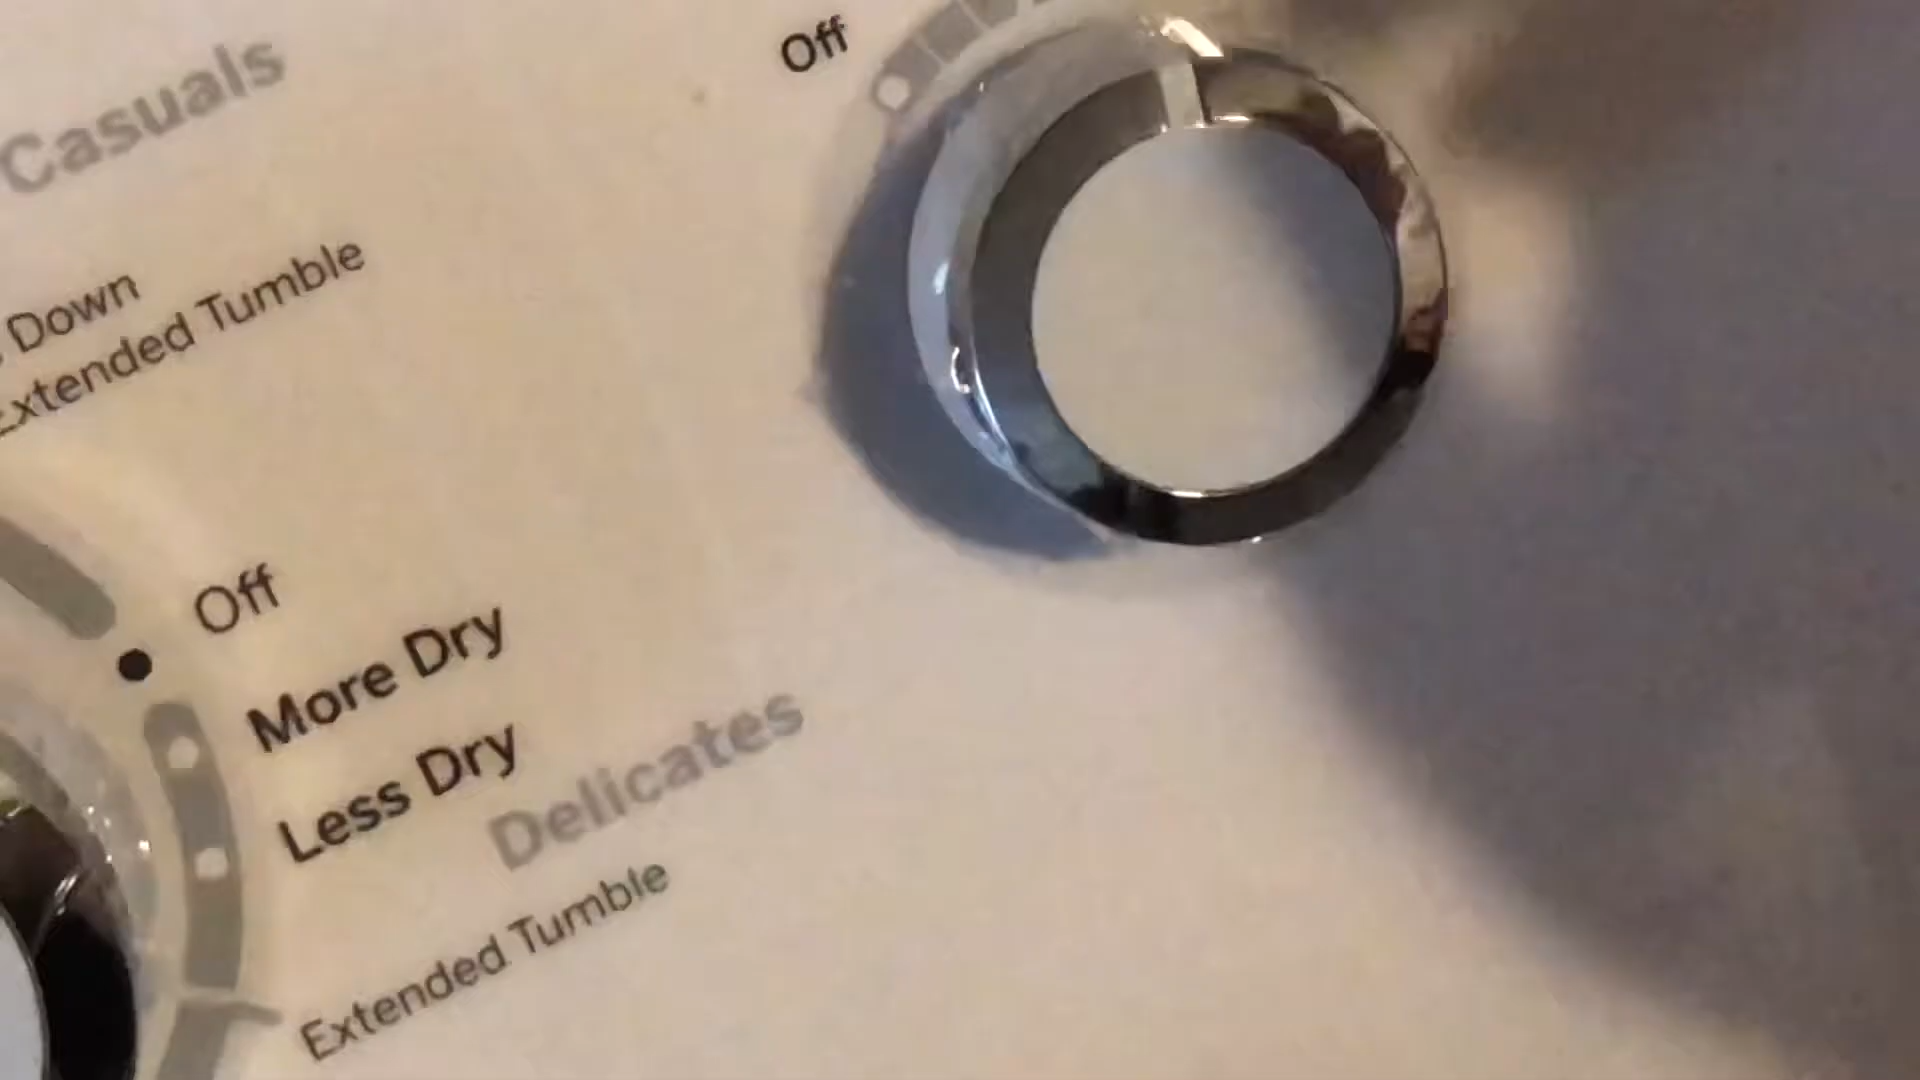 Off
Casuals
Down
Extended Tumble
Off
More Dry
Less Dry
Delicates
Extended Tumble